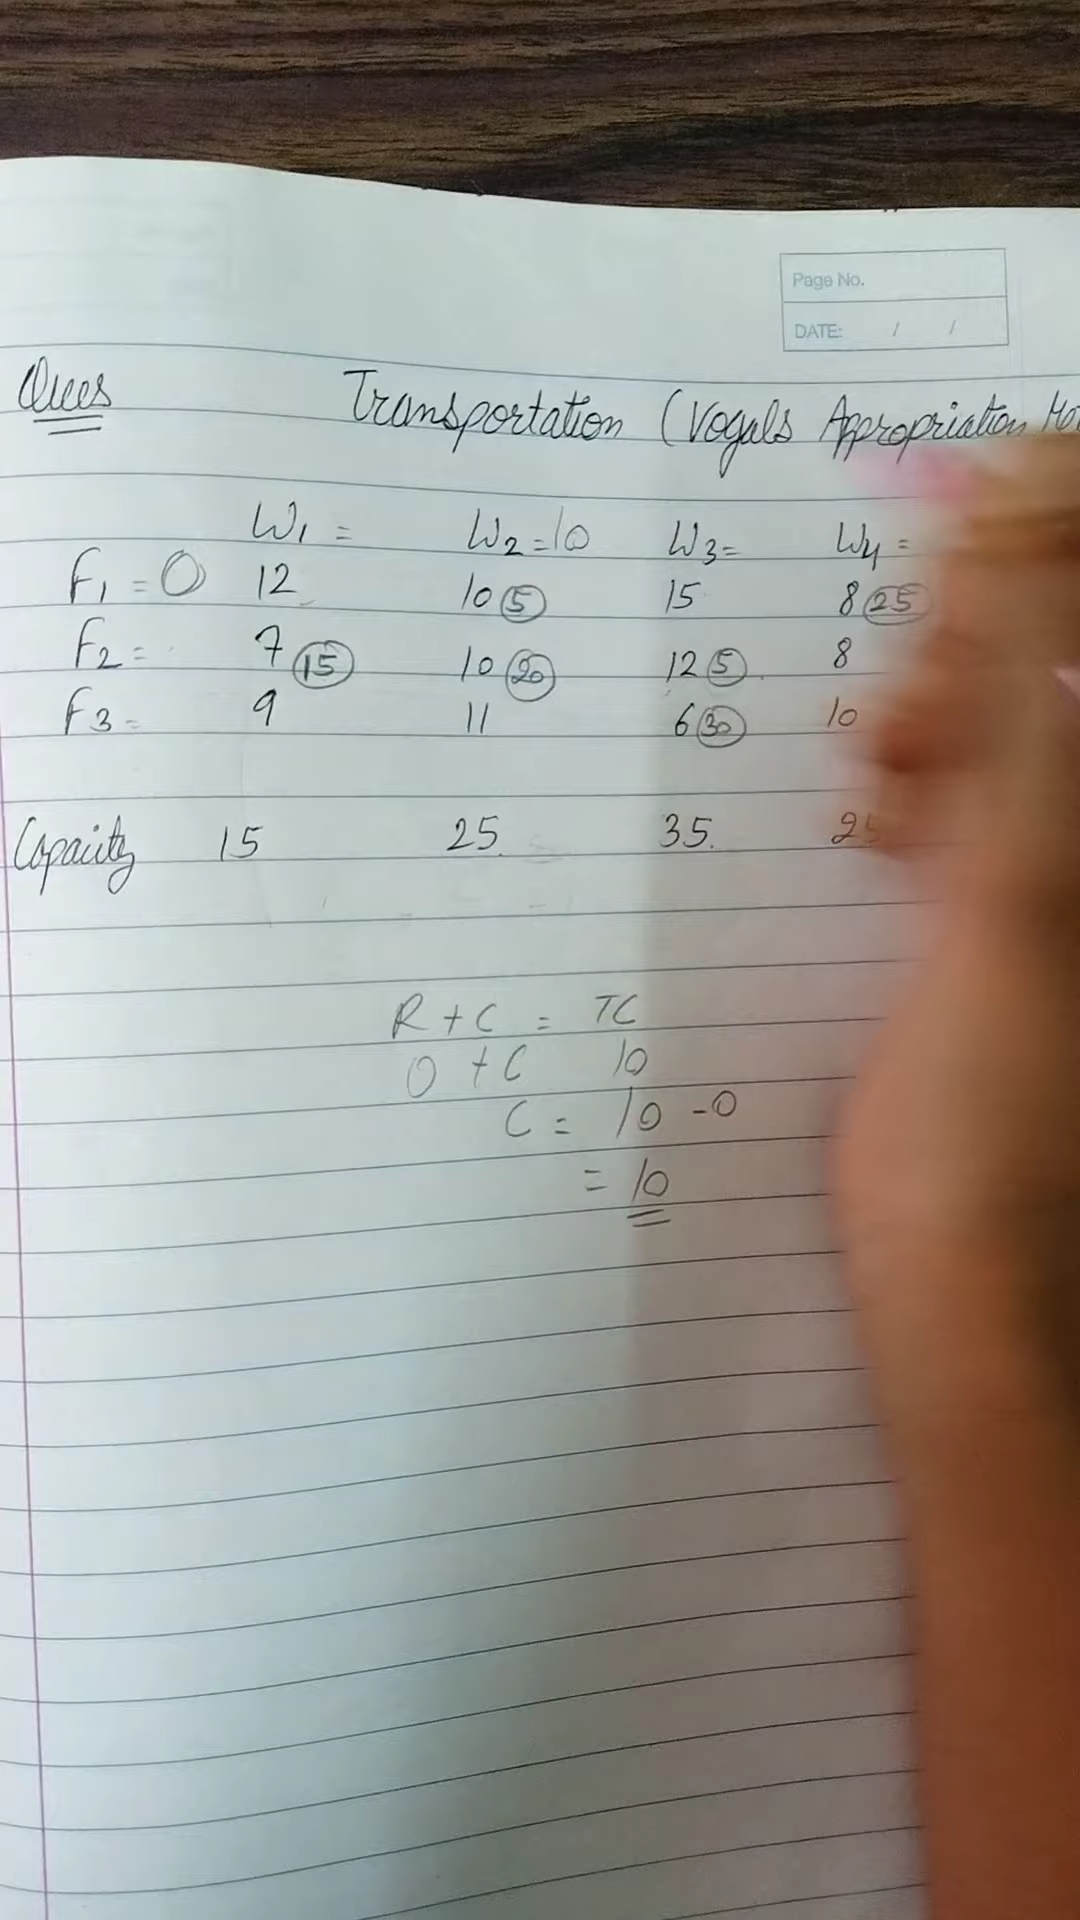 Page No.
DATE: / /
Ques Transportation (Vogals Appropriation
W1 = W2=10 W3= W4=
F1 = 0 12 10 5 15 8 25
F2= 7 15 10 20 12 5 8
F3= 9 11 6 30 10
Capacity 15 25 35 25
R + C = TC
0 + C 10
C = 10 -0
= 10